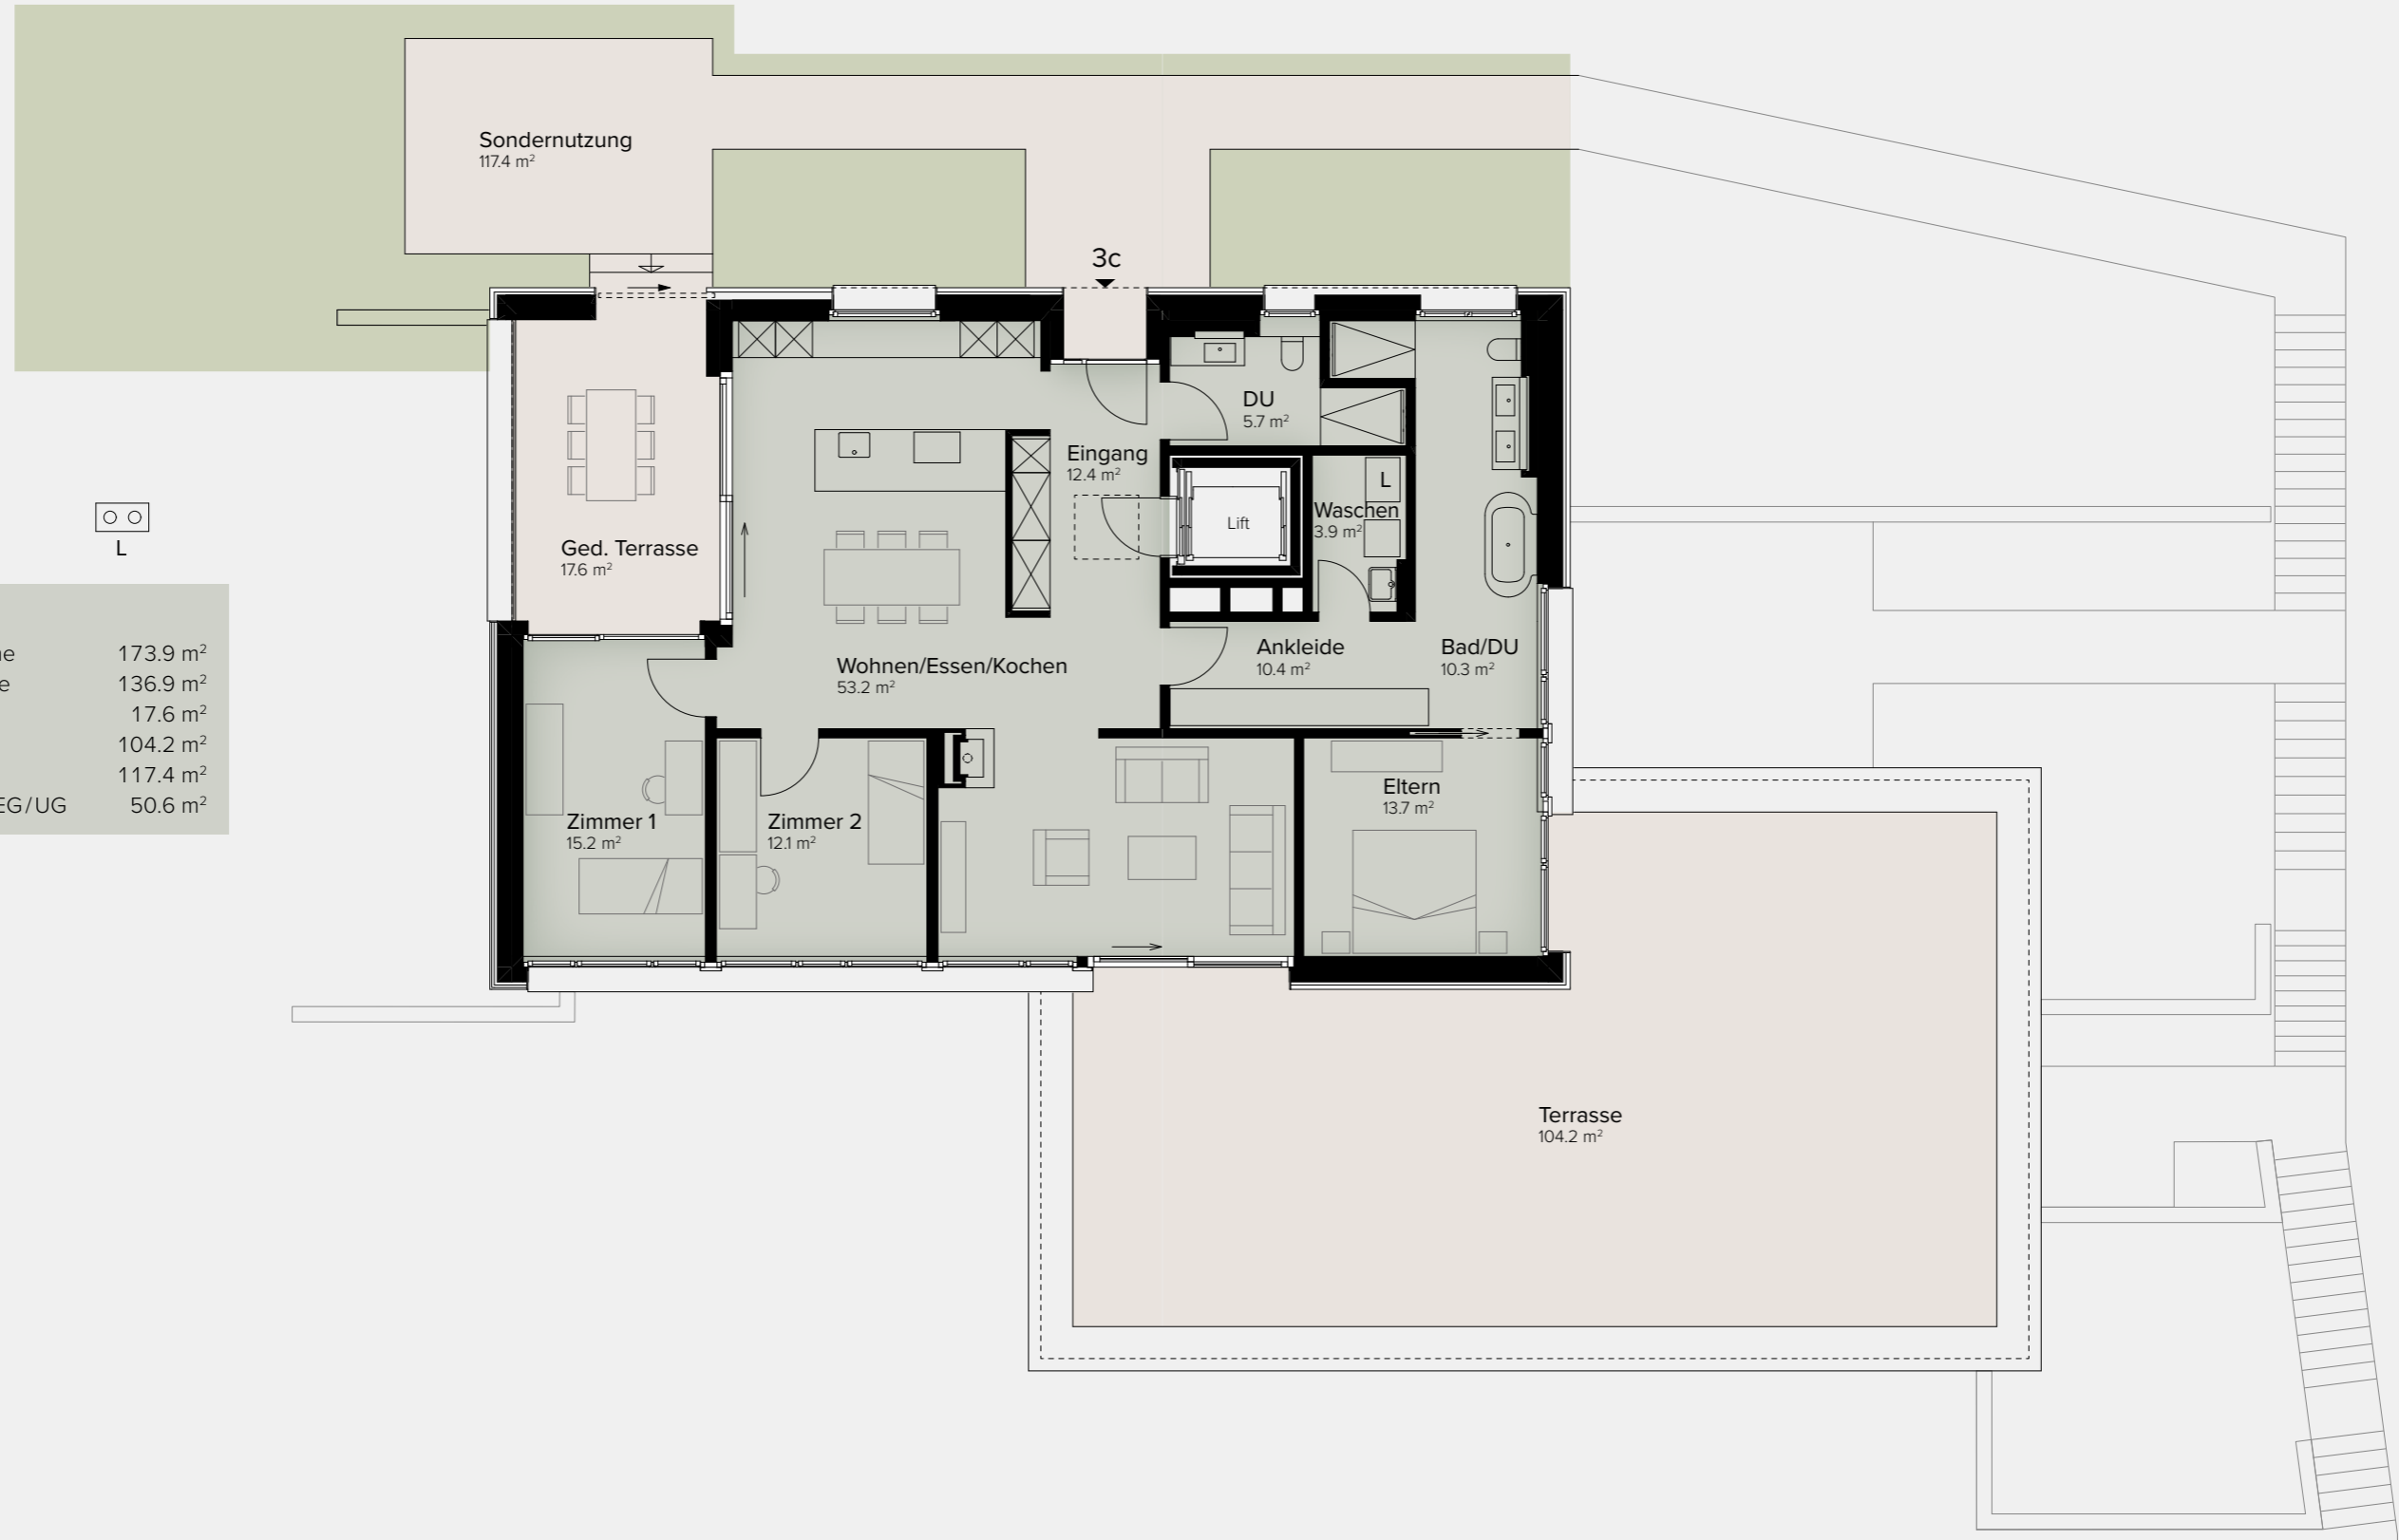 Sondernutzung
117.4 m²
3c
DU
5.7 m²
Eingang
12.4 m²
L
Waschen
3.9 m²
Lift
L
Ged. Terrasse
17.6 m²
173.9 m²
136.9 m²
17.6 m²
104.2 m²
117.4 m²
EG/UG 50.6 m²
Wohnen/Essen/Kochen
53.2 m²
Ankleide
10.4 m²
Bad/DU
10.3 m²
Zimmer 1
15.2 m²
Zimmer 2
12.1 m²
Eltern
13.7 m²
Terrasse
104.2 m²